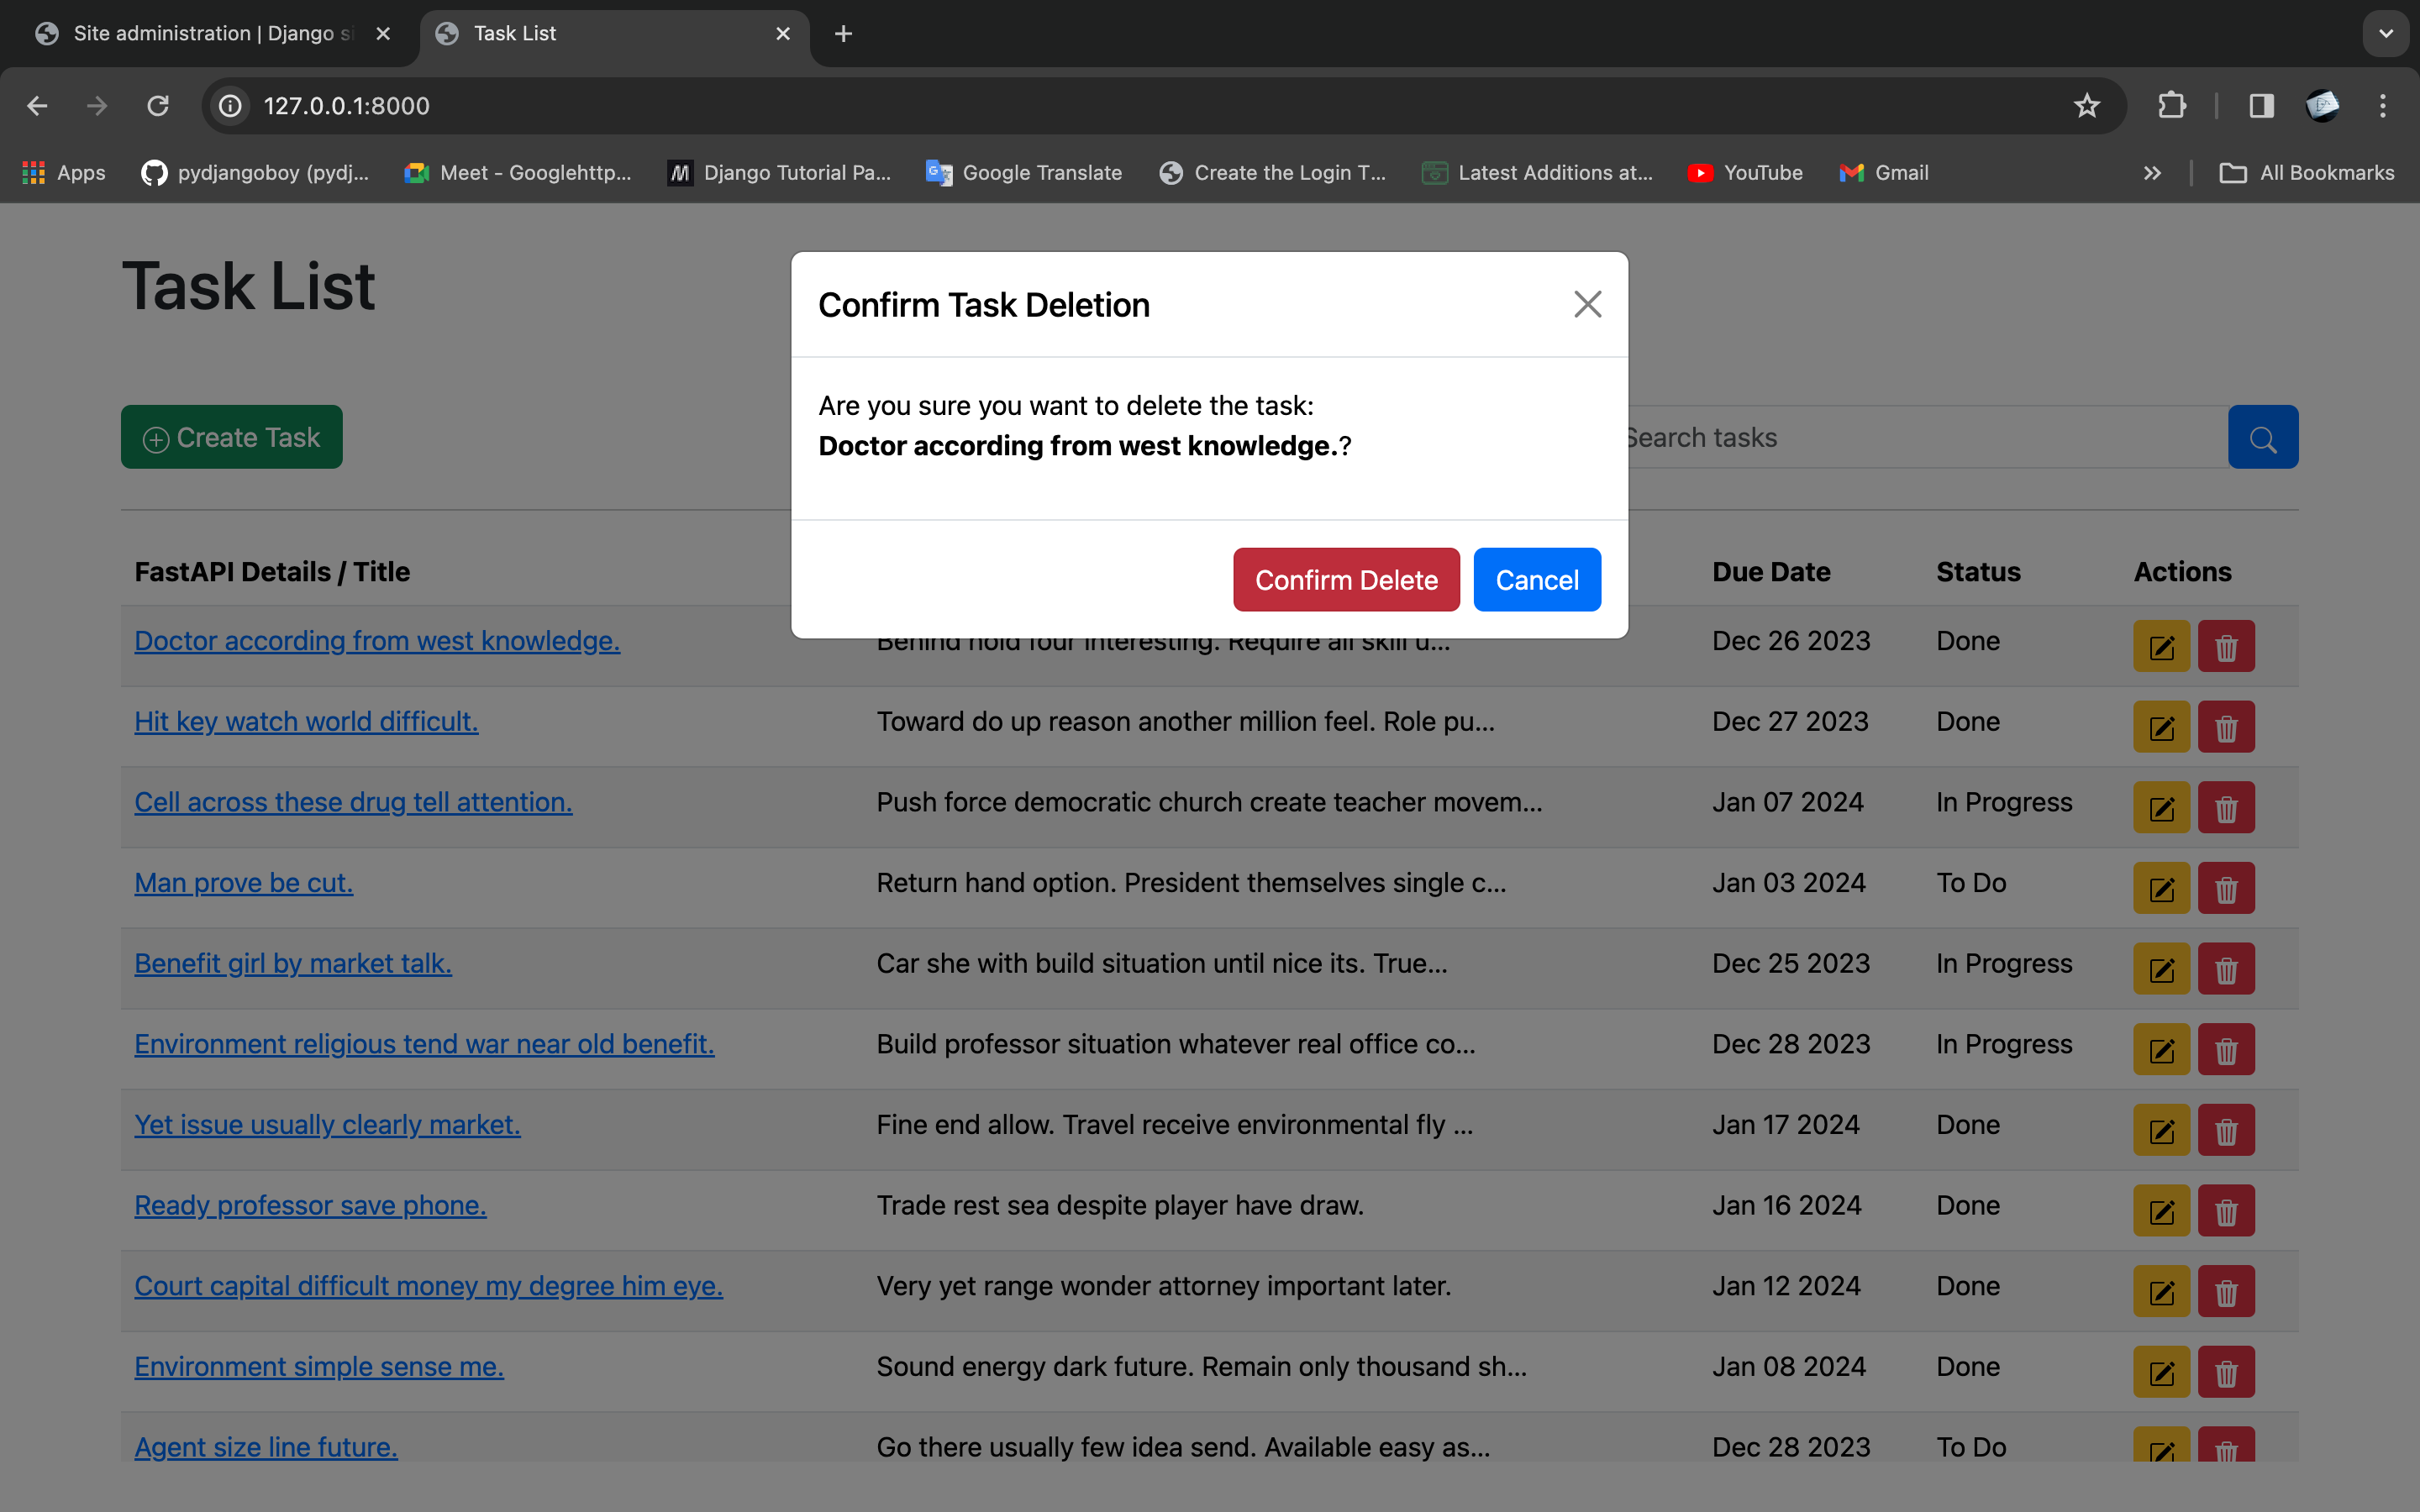 Site administration | Django si
Task List
127.0.0.1:8000
Apps
pydjangoboy (pydj...
Meet - Googlehttp...
Django Tutorial Pa...
Google Translate
Create the Login T...
Latest Additions at...
YouTube
Gmail
All Bookmarks
Task List
Confirm Task Deletion
Are you sure you want to delete the task:
Doctor according from west knowledge.?
Confirm Delete Cancel
Create Task
Search tasks
FastAPI Details / Title Due Date Status Actions
Doctor according from west knowledge. Behind hold four interesting. Require all skill u... Dec 26 2023 Done
Hit key watch world difficult. Toward do up reason another million feel. Role pu... Dec 27 2023 Done
Cell across these drug tell attention. Push force democratic church create teacher movem... Jan 07 2024 In Progress
Man prove be cut. Return hand option. President themselves single c... Jan 03 2024 To Do
Benefit girl by market talk. Car she with build situation until nice its. True... Dec 25 2023 In Progress
Environment religious tend war near old benefit. Build professor situation whatever real office co... Dec 28 2023 In Progress
Yet issue usually clearly market. Fine end allow. Travel receive environmental fly ... Jan 17 2024 Done
Ready professor save phone. Trade rest sea despite player have draw. Jan 16 2024 Done
Court capital difficult money my degree him eye. Very yet range wonder attorney important later. Jan 12 2024 Done
Environment simple sense me. Sound energy dark future. Remain only thousand sh... Jan 08 2024 Done
Agent size line future. Go there usually few idea send. Available easy as... Dec 28 2023 To Do